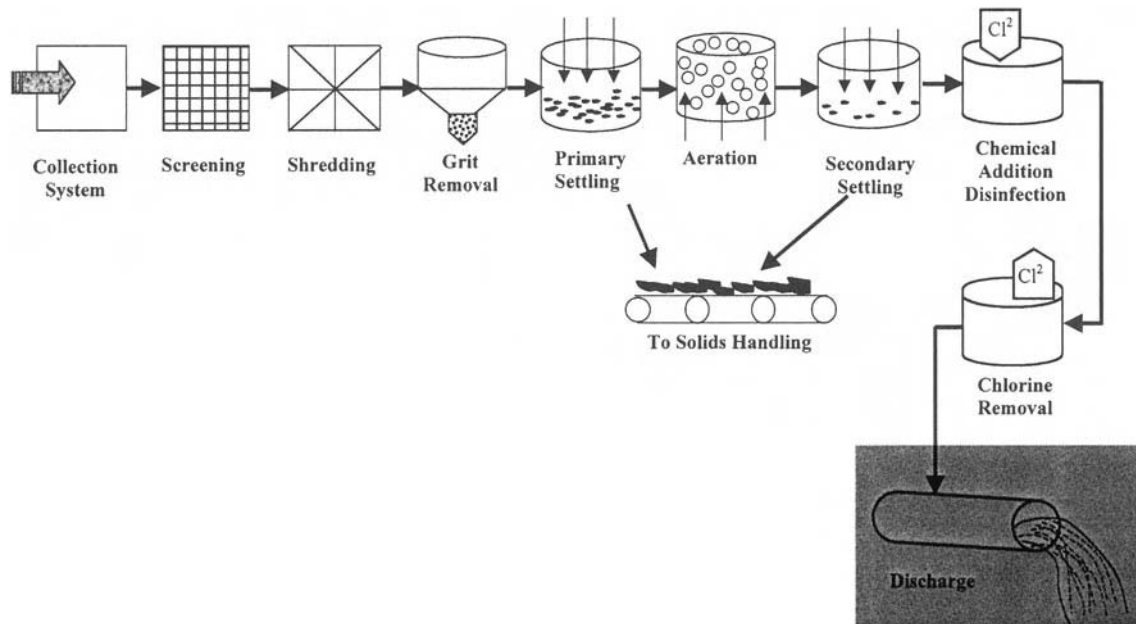 Cl²
Collection
System
Screening
Shredding
Grit
Removal
Primary
Settling
Aeration
Secondary
Settling
Chemical
Addition
Disinfection
To Solids Handling
Cl²
Chlorine
Removal
Discharge